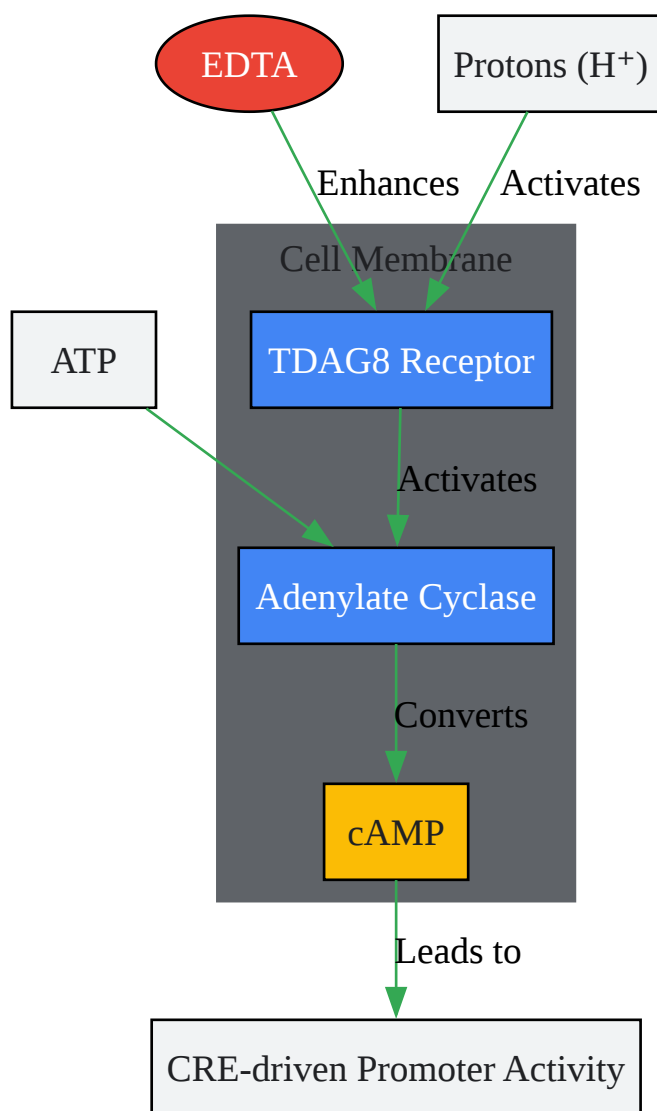 EDTA
Protons (H⁺)
Enhances
Activates
Cell Membrane
ATP
TDAG8 Receptor
Activates
Adenylate Cyclase
Converts
cAMP
Leads to
CRE-driven Promoter Activity